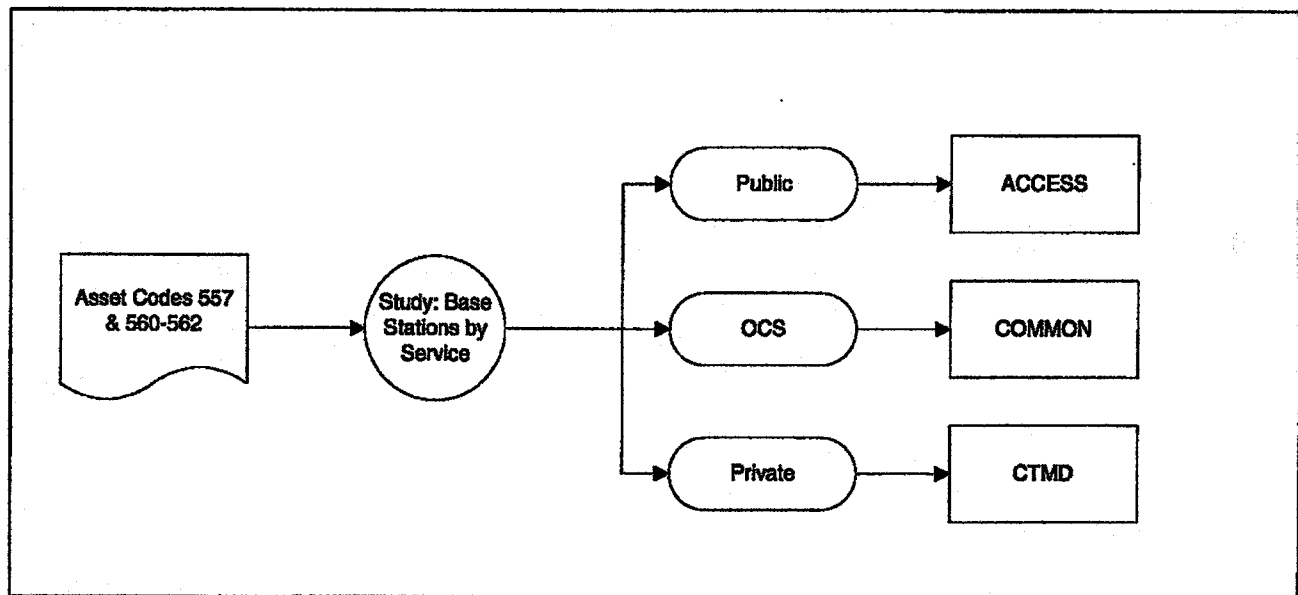 Asset Codes 557
& 560-562
Study: Base
Stations by
Service
Public
ACCESS
OCS
COMMON
Private
CTMD